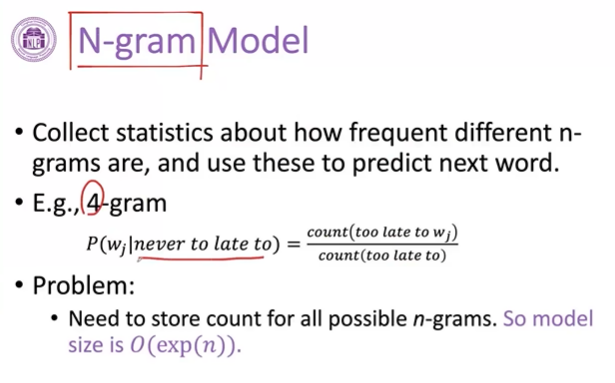 NLP
N-gram Model
• Collect statistics about how frequent different n-
grams are, and use these to predict next word.
• E.g., 4-gram
P(w_j|never to late to) = count(too late to w_j) / count(too late to)
• Problem:
• Need to store count for all possible n-grams. So model
size is O(exp(n)).